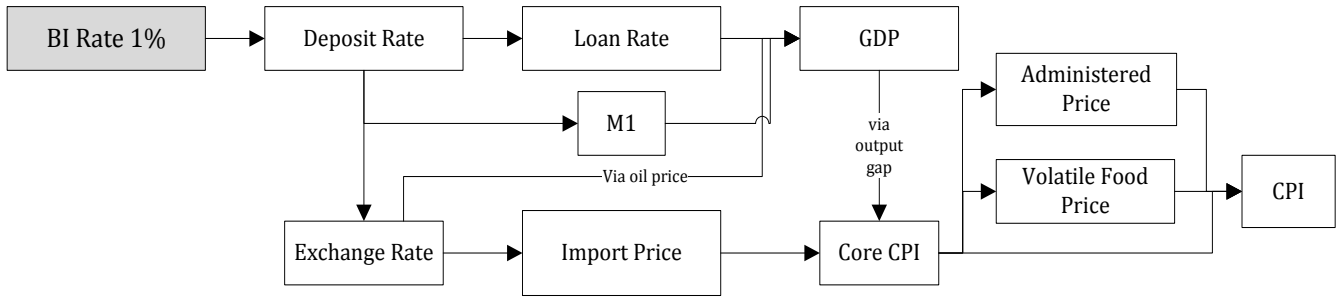 BI Rate 1%
Deposit Rate
Loan Rate
GDP
Administered
Price
M1
via
output
gap
Via oil price
Volatile Food
Price
CPI
Exchange Rate
Import Price
Core CPI